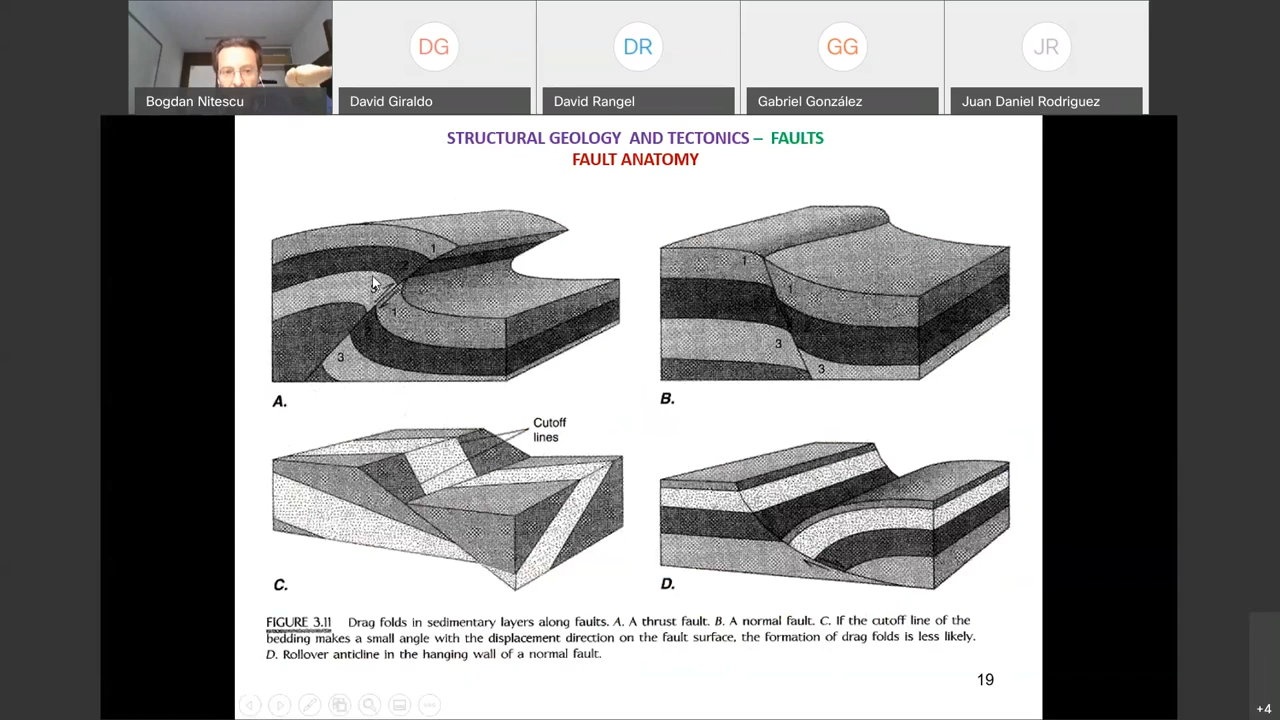 DG
DR
GG
JR
Bogdan Nitescu
David Giraldo
David Rangel
Gabriel González
Juan Daniel Rodriguez
STRUCTURAL GEOLOGY AND TECTONICS – FAULTS
FAULT ANATOMY
1
2
1
3
A.
1
1
3
3
B.
Cutoff
lines
C.
D.
FIGURE 3.11 Drag folds in sedimentary layers along faults. A. A thrust fault. B. A normal fault. C. If the cutoff line of the
bedding makes a small angle with the displacement direction on the fault surface, the formation of drag folds is less likely.
D. Rollover anticline in the hanging wall of a normal fault.
19
+4